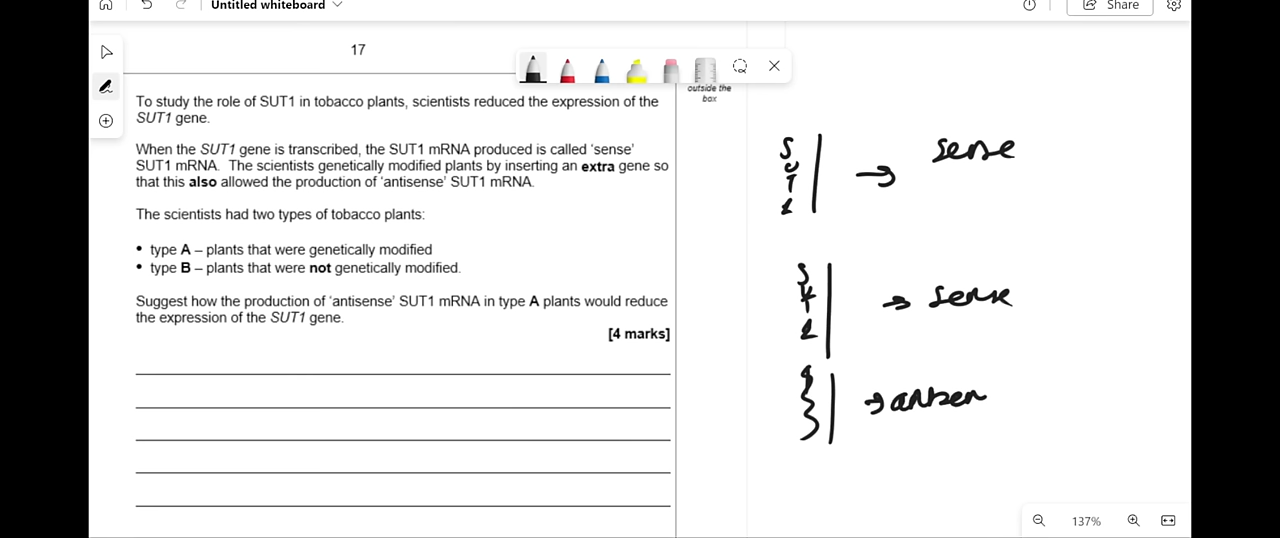 Untitled whiteboard
Share
17
outside the
box
To study the role of SUT1 in tobacco plants, scientists reduced the expression of the
SUT1 gene.
When the SUT1 gene is transcribed, the SUT1 mRNA produced is called ‘sense’
SUT1 mRNA. The scientists genetically modified plants by inserting an extra gene so
that this also allowed the production of ‘antisense’ SUT1 mRNA.
The scientists had two types of tobacco plants:
• type A – plants that were genetically modified
• type B – plants that were not genetically modified.
Suggest how the production of ‘antisense’ SUT1 mRNA in type A plants would reduce
the expression of the SUT1 gene.
[4 marks]
SUT1 → sense
→ sense
137%